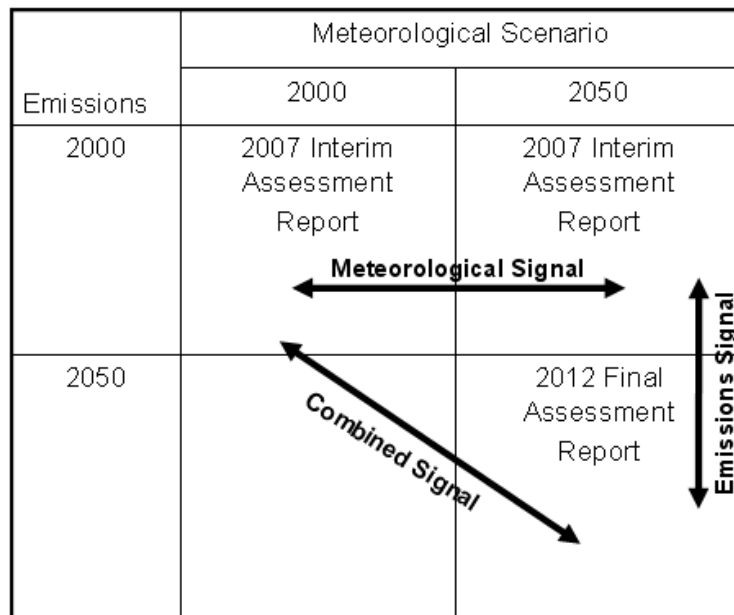 Meteorological Scenario
Emissions
2000
2050
2000
2007 Interim
Assessment
Report
2007 Interim
Assessment
Report
Meteorological Signal
Emissions Signal
2050
2012 Final
Assessment
Report
Combined Signal